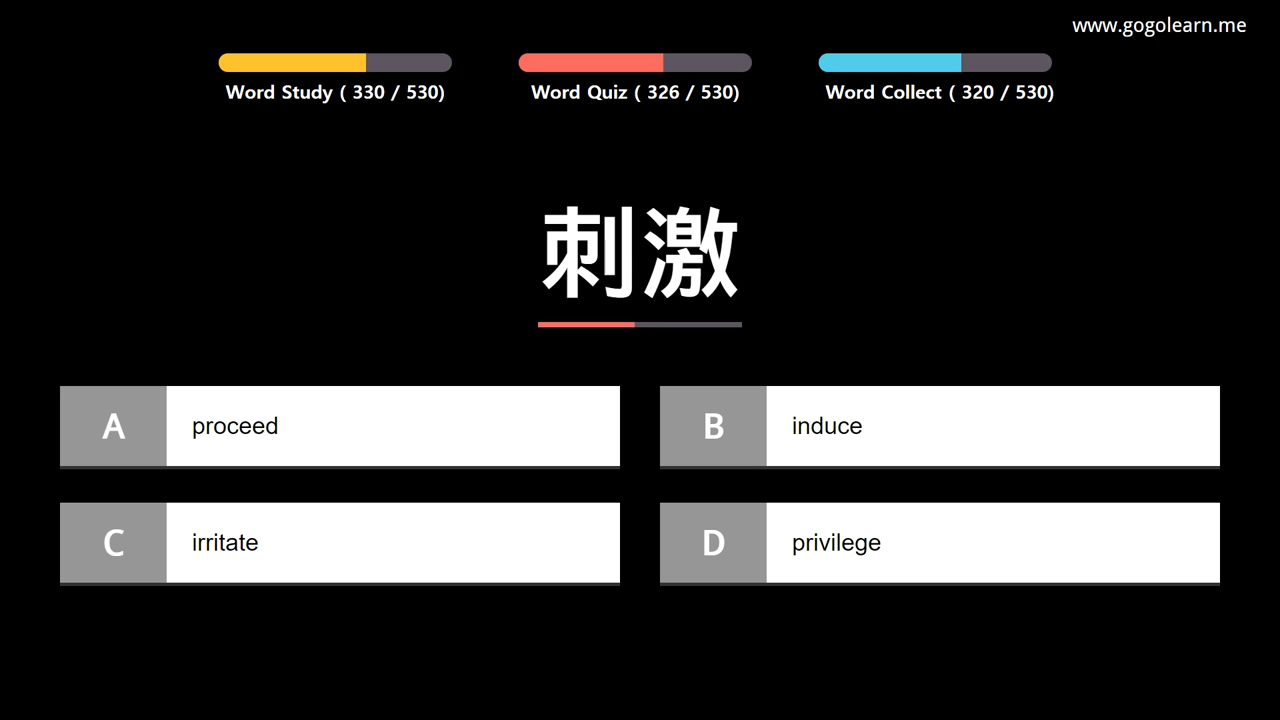 www.gogolearn.me
Word Study ( 330 / 530)
Word Quiz ( 326 / 530)
Word Collect ( 320 / 530)
刺激
A proceed
B induce
C irritate
D privilege